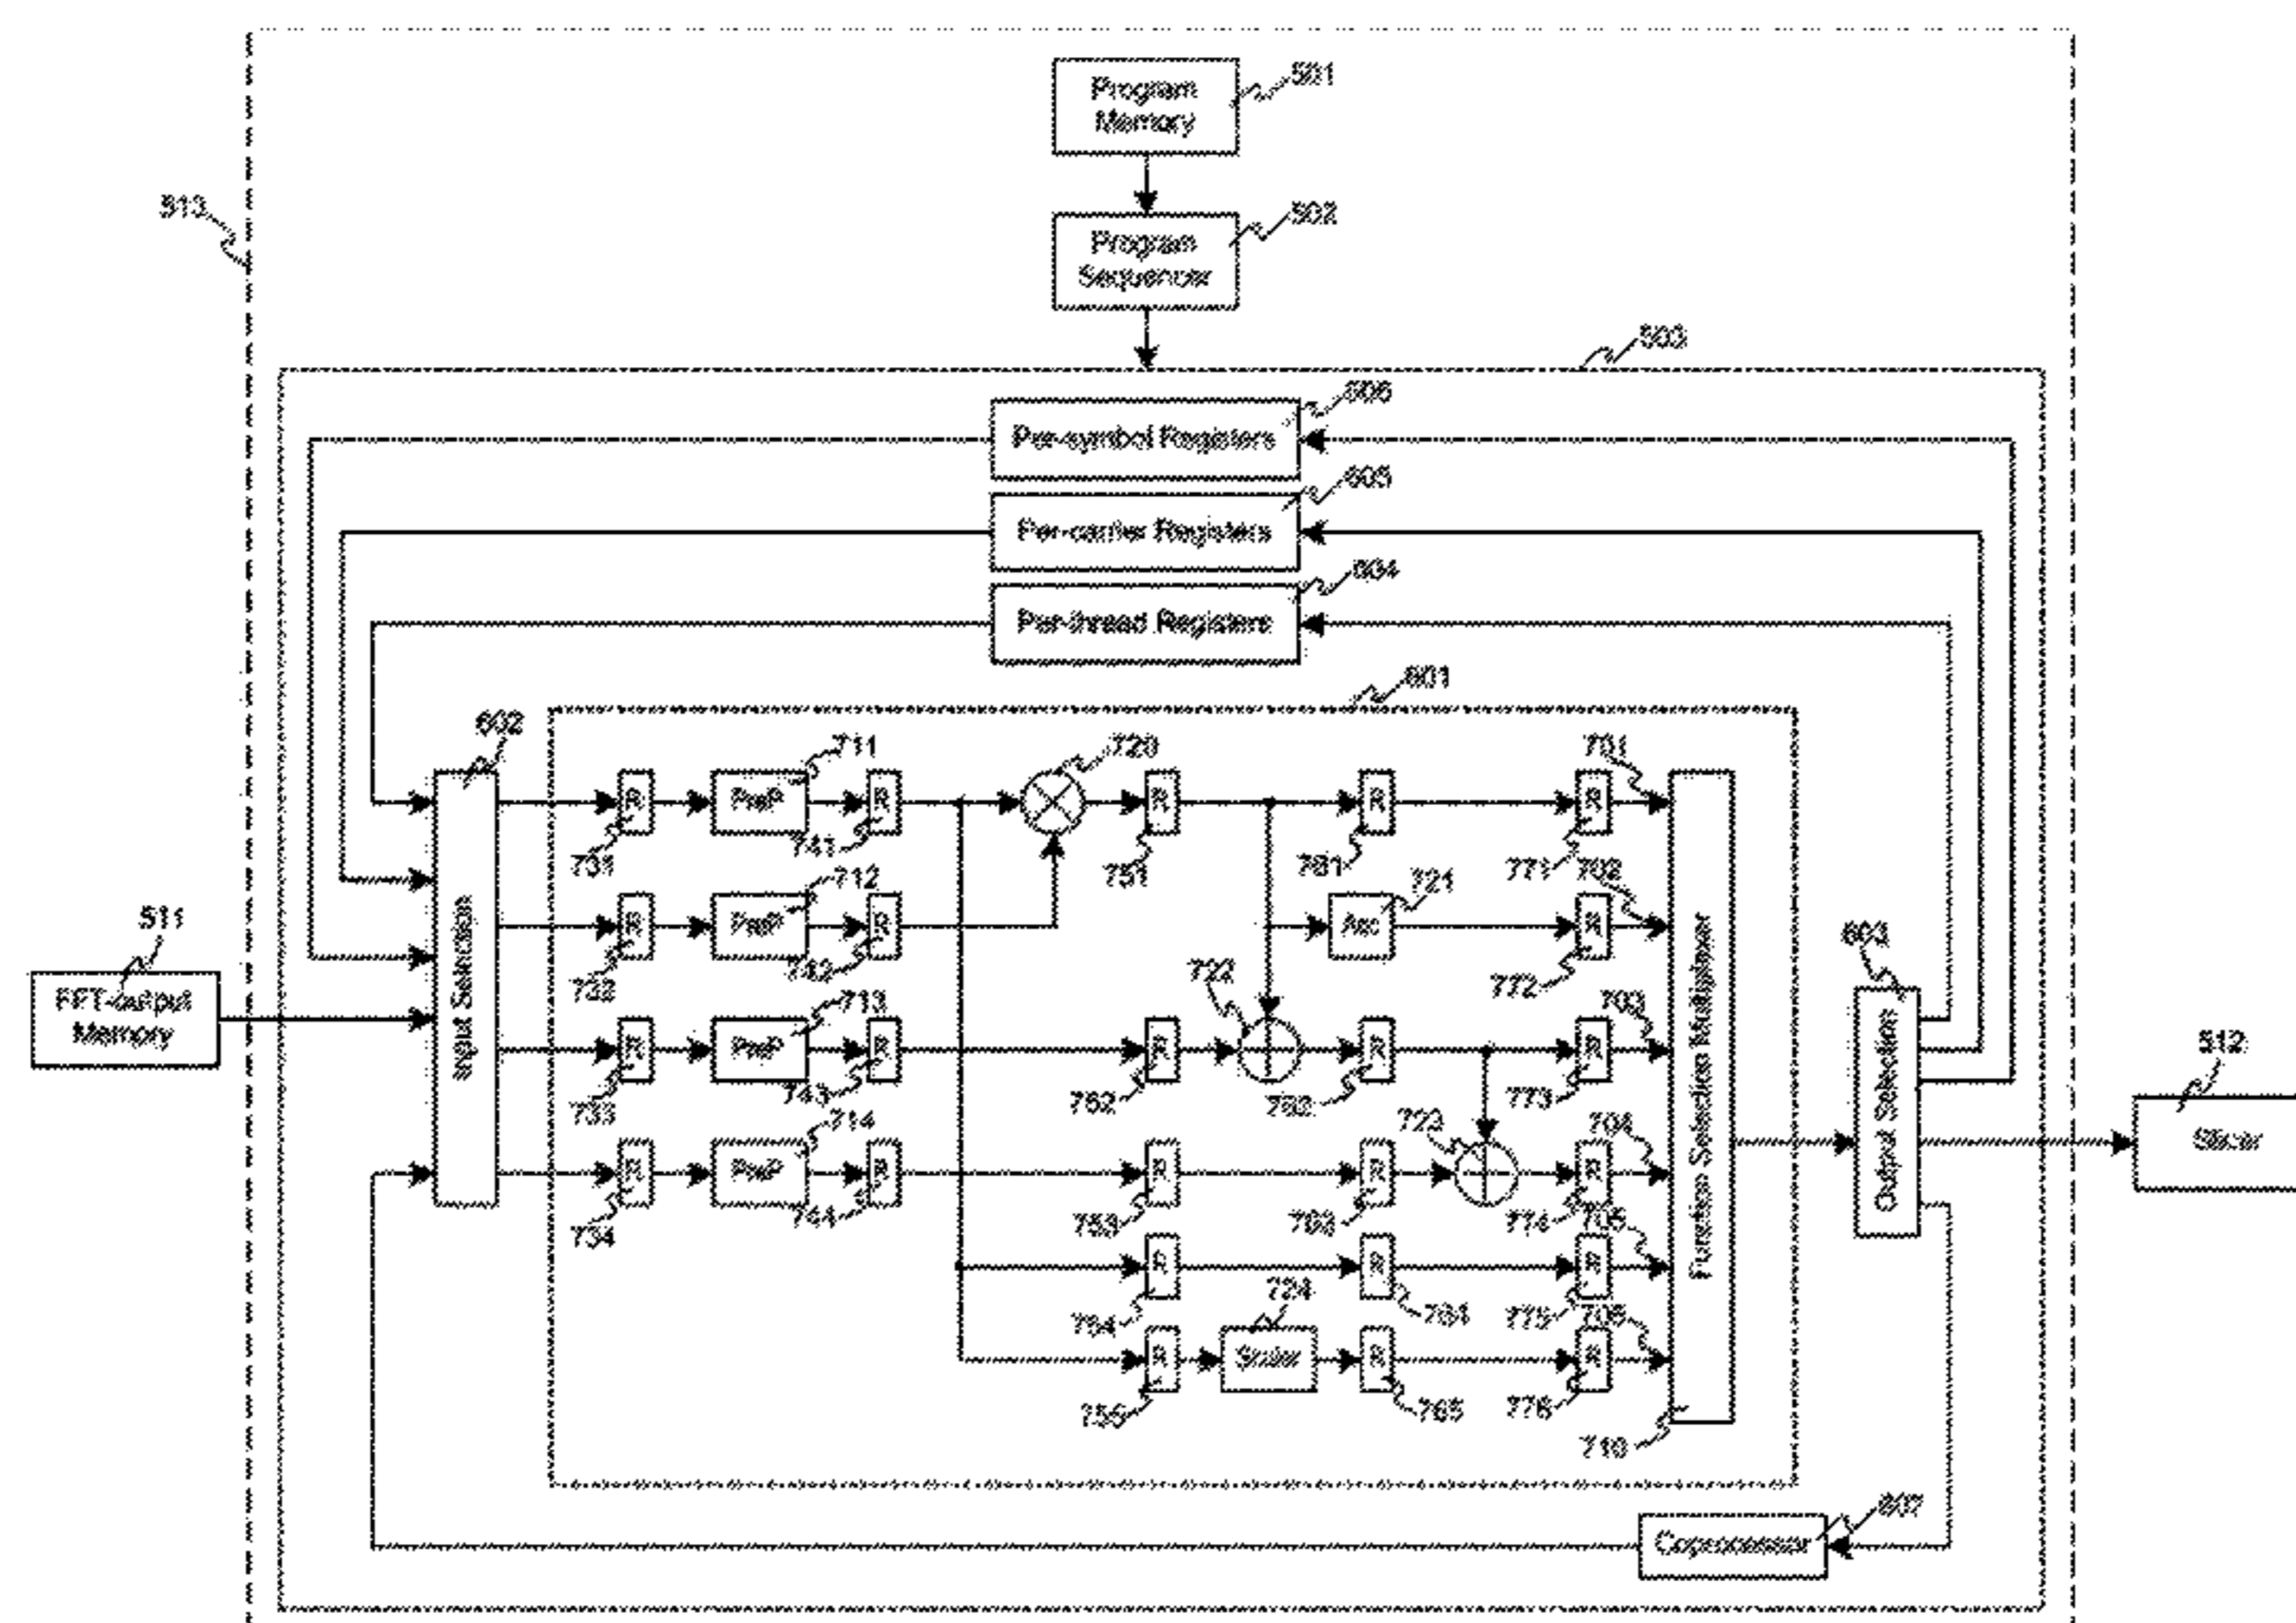 501
Program
Memory
513
502
Program
Sequencer
503
606
Per-symbol Registers
605
Per-carrier Registers
604
Per-thread Registers
601
602
711
720
701
R
PreP
R
R
R
R
731
741
751
761
771
702
712
721
511
R
PreP
R
Acc
R
603
732
742
722
772
703
FFT-output
Memory
Input Selection
713
R
PreP
R
R
R
R
Function Selection Multiplexer
Output Selection
512
733
743
752
762
773
704
714
723
Slicer
R
PreP
R
R
R
R
734
744
753
763
774
705
R
R
R
724
754
764
775
706
R
Scaler
R
R
755
765
776
710
607
Coprocessor